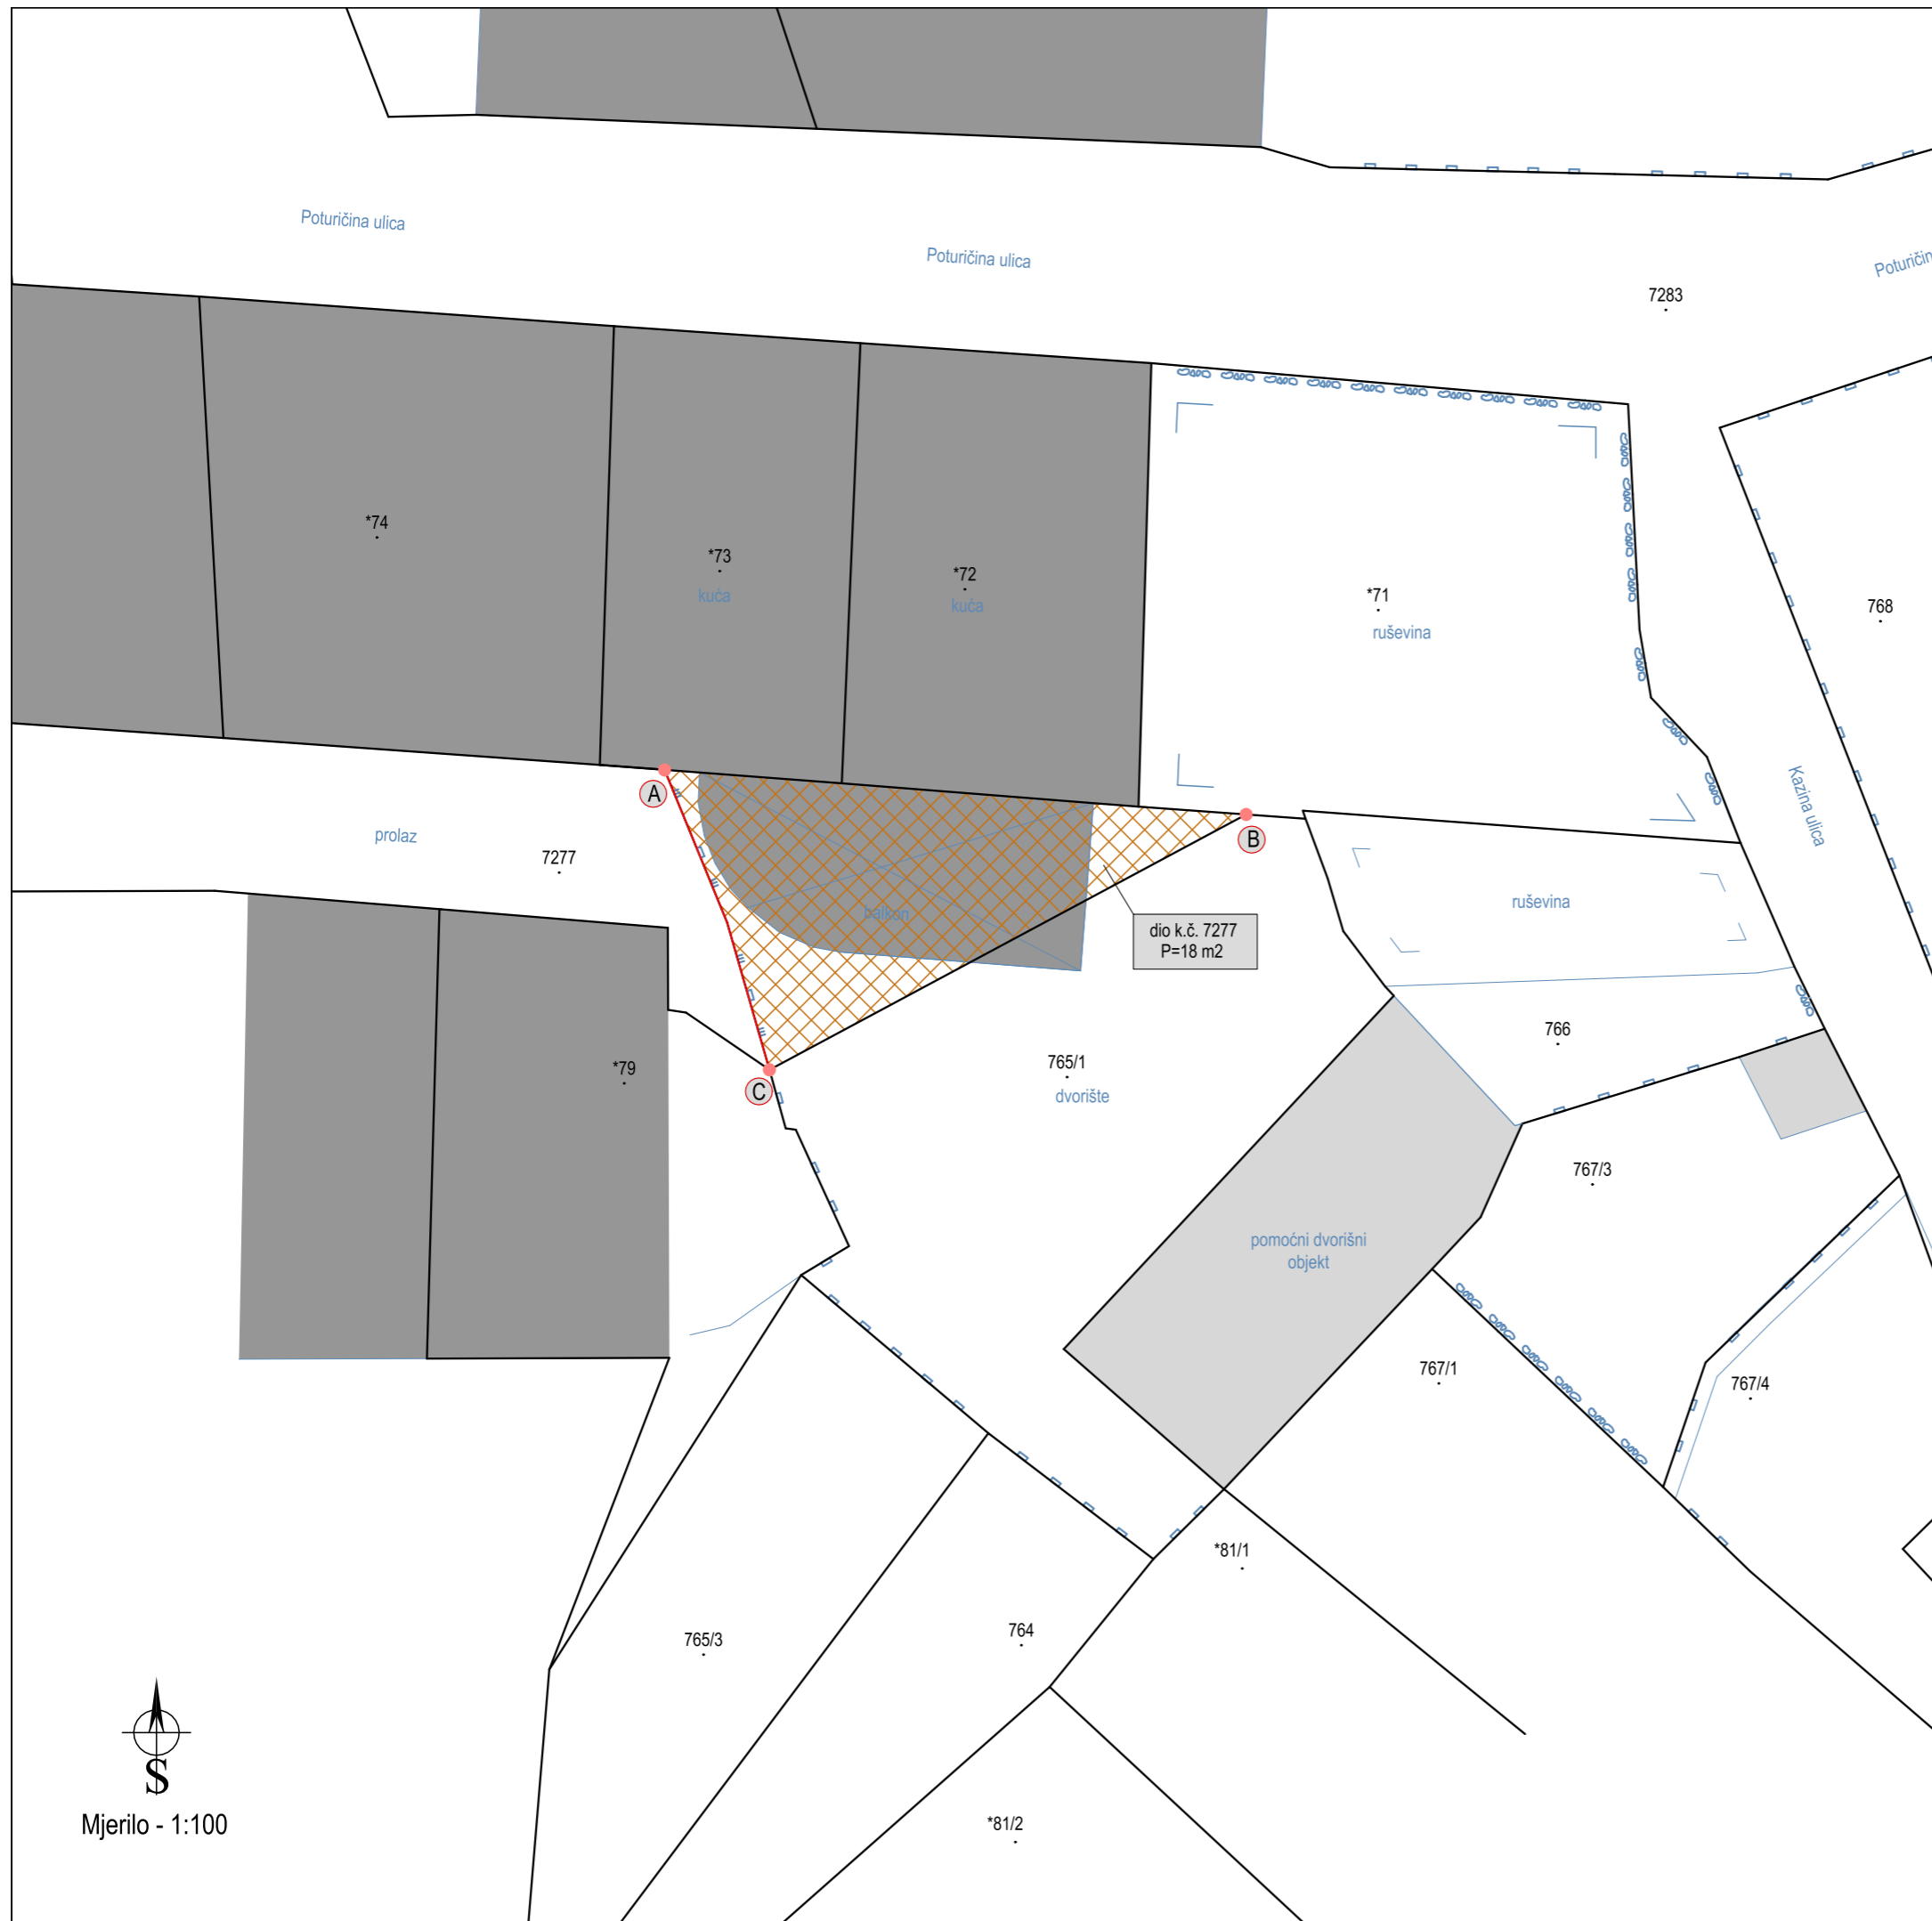 Poturičina ulica
Poturičina ulica
Poturičin
7283
*74
*73
kuća
*72
kuća
*71
ruševina
768
Kazina ulica
A
B
prolaz
7277
balkon
dio k.č. 7277
P=18 m2
ruševina
766
*79
C
765/1
dvorište
767/3
pomoćni dvorišni
objekt
767/1
767/4
*81/1
765/3
764
*81/2
S
Mjerilo - 1:100